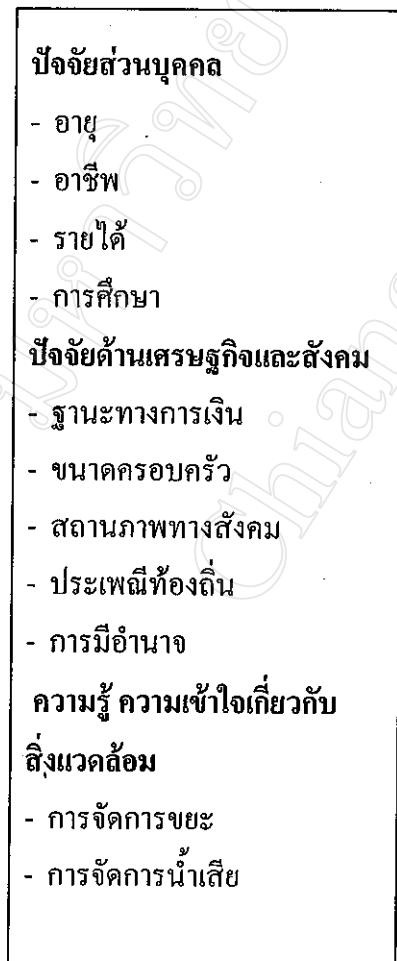 ปัจจัยส่วนบุคคล
- อายุ
- อาชีพ
- รายได้
- การศึกษา
ปัจจัยด้านเศรษฐกิจและสังคม
- ฐานะทางการเงิน
- ขนาดครอบครัว
- สถานภาพทางสังคม
- ประเพณีท้องถิ่น
- การมีอำนาจ
ความรู้ ความเข้าใจเกี่ยวกับ
สิ่งแวดล้อม
- การจัดการขยะ
- การจัดการน้ำเสีย